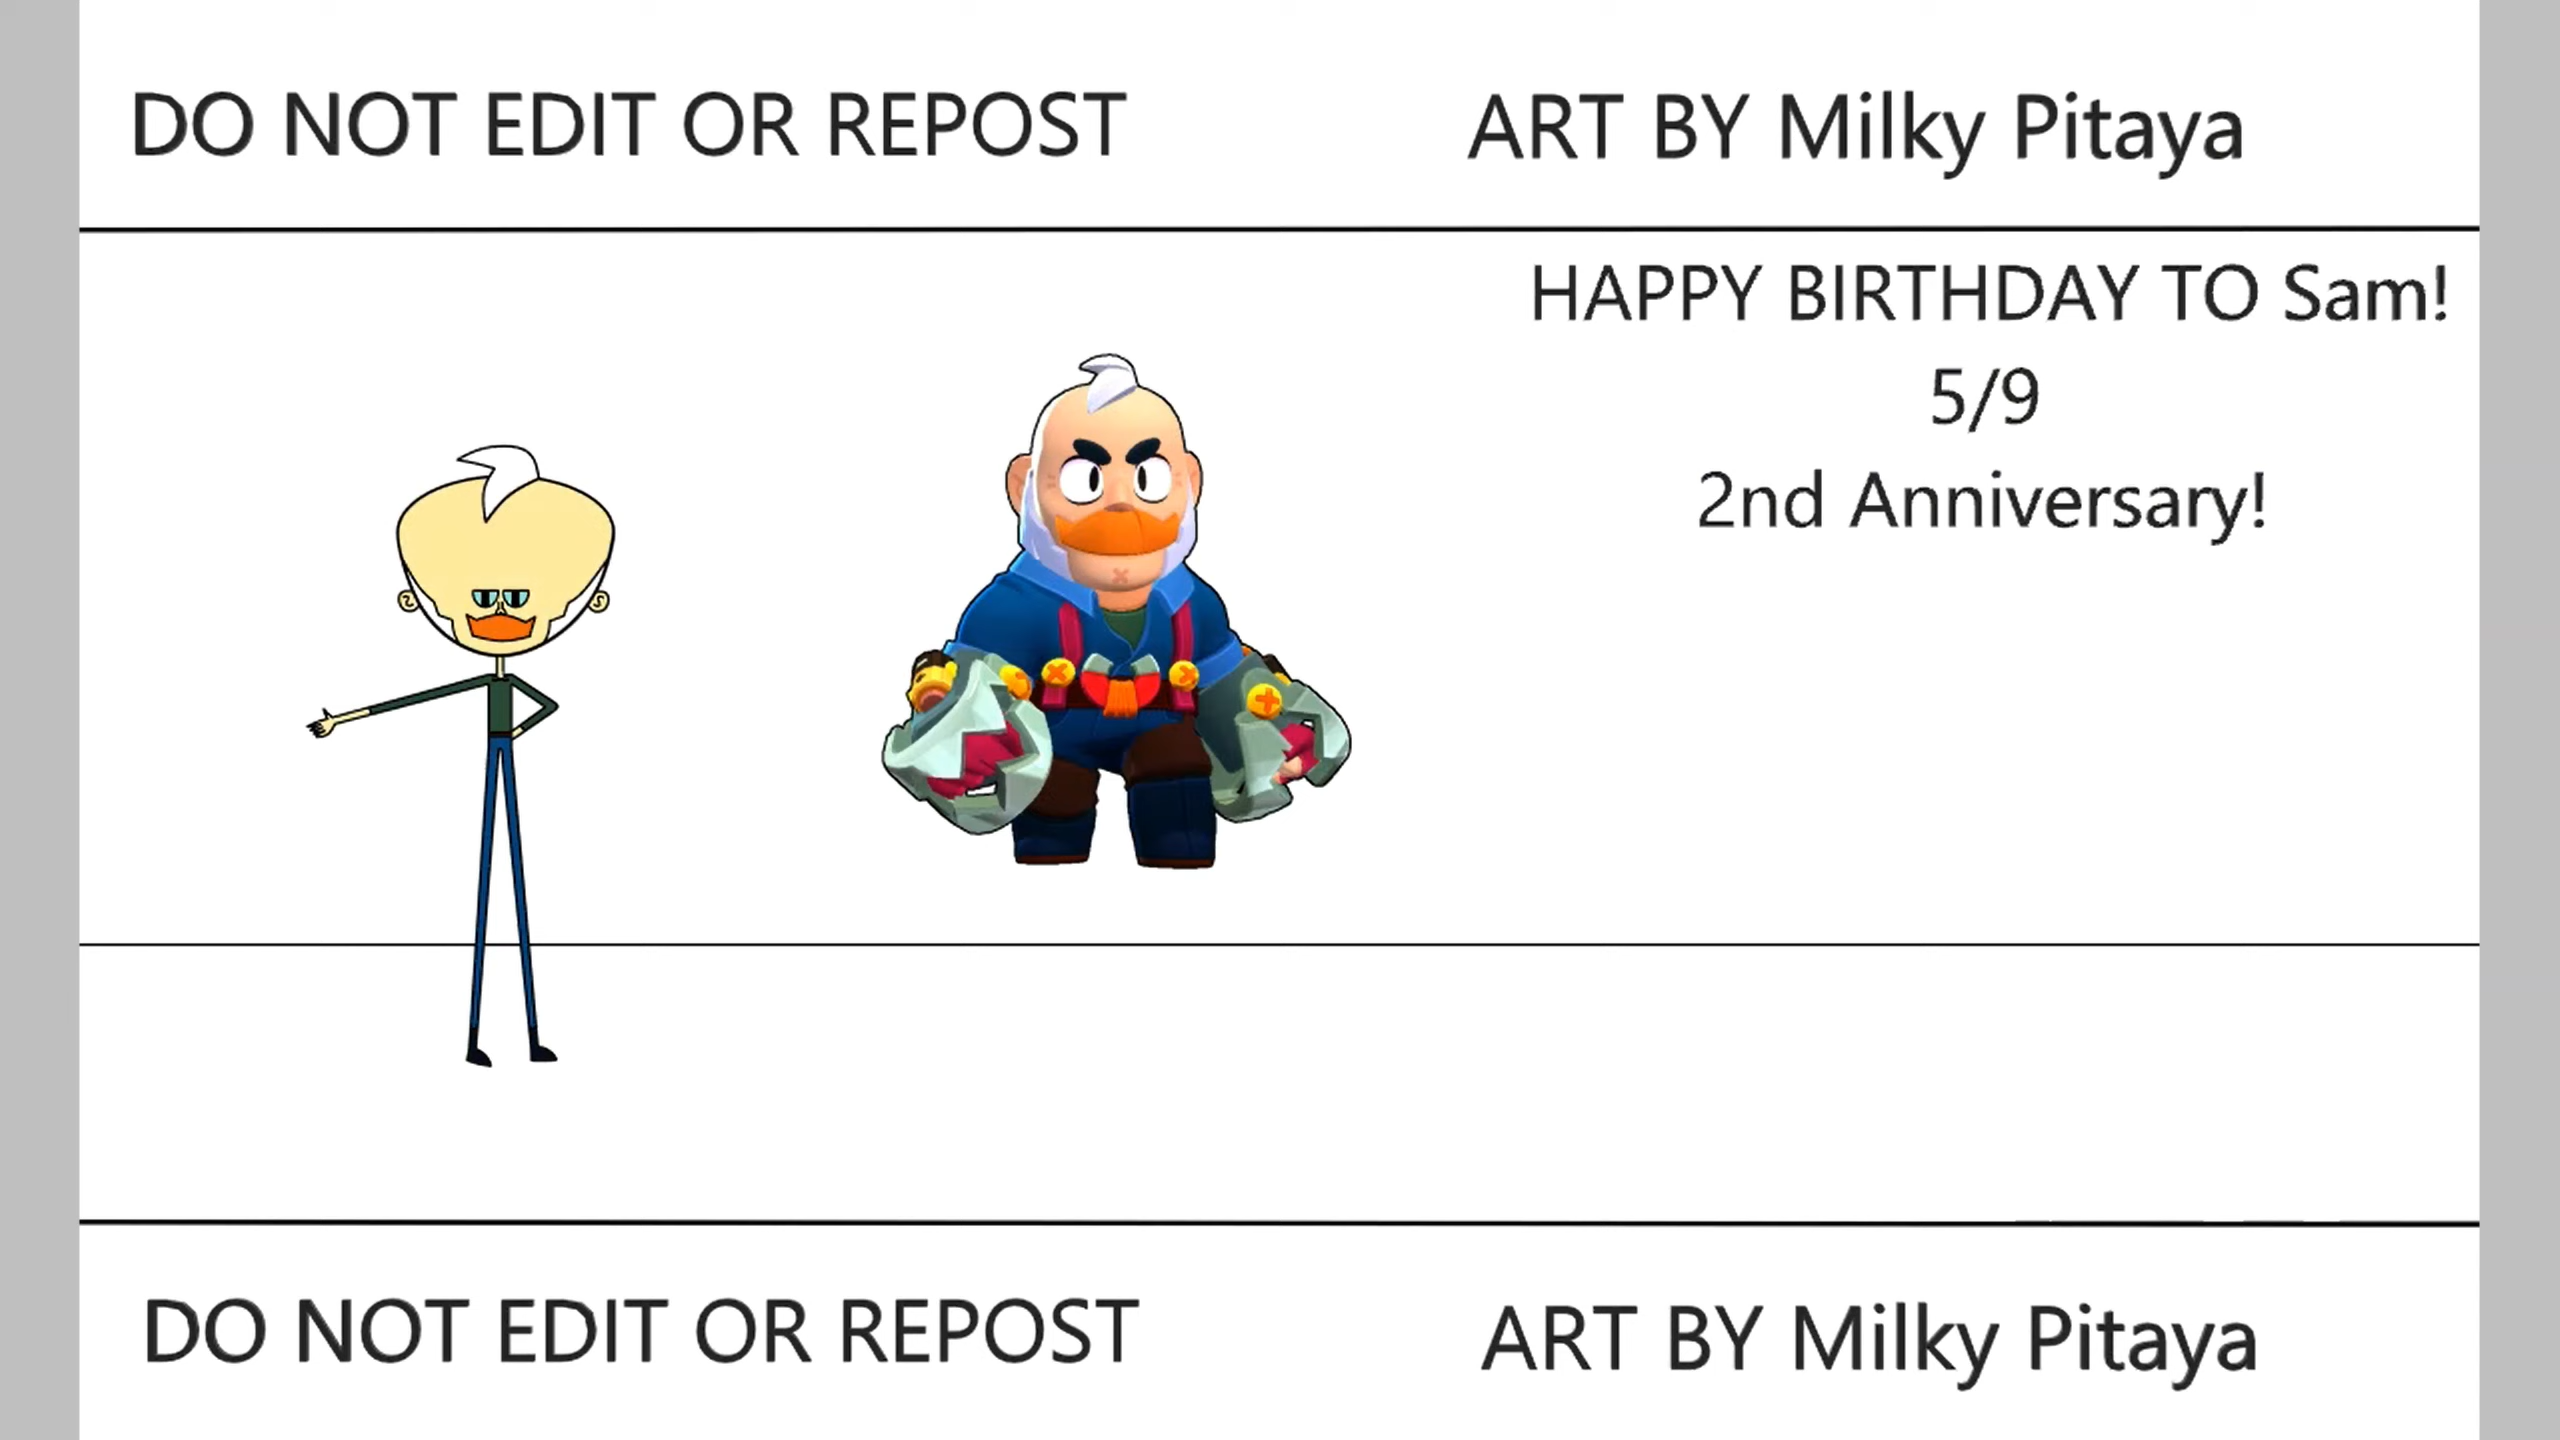 DO NOT EDIT OR REPOST
ART BY Milky Pitaya
HAPPY BIRTHDAY TO Sam!
5/9
2nd Anniversary!
DO NOT EDIT OR REPOST
ART BY Milky Pitaya